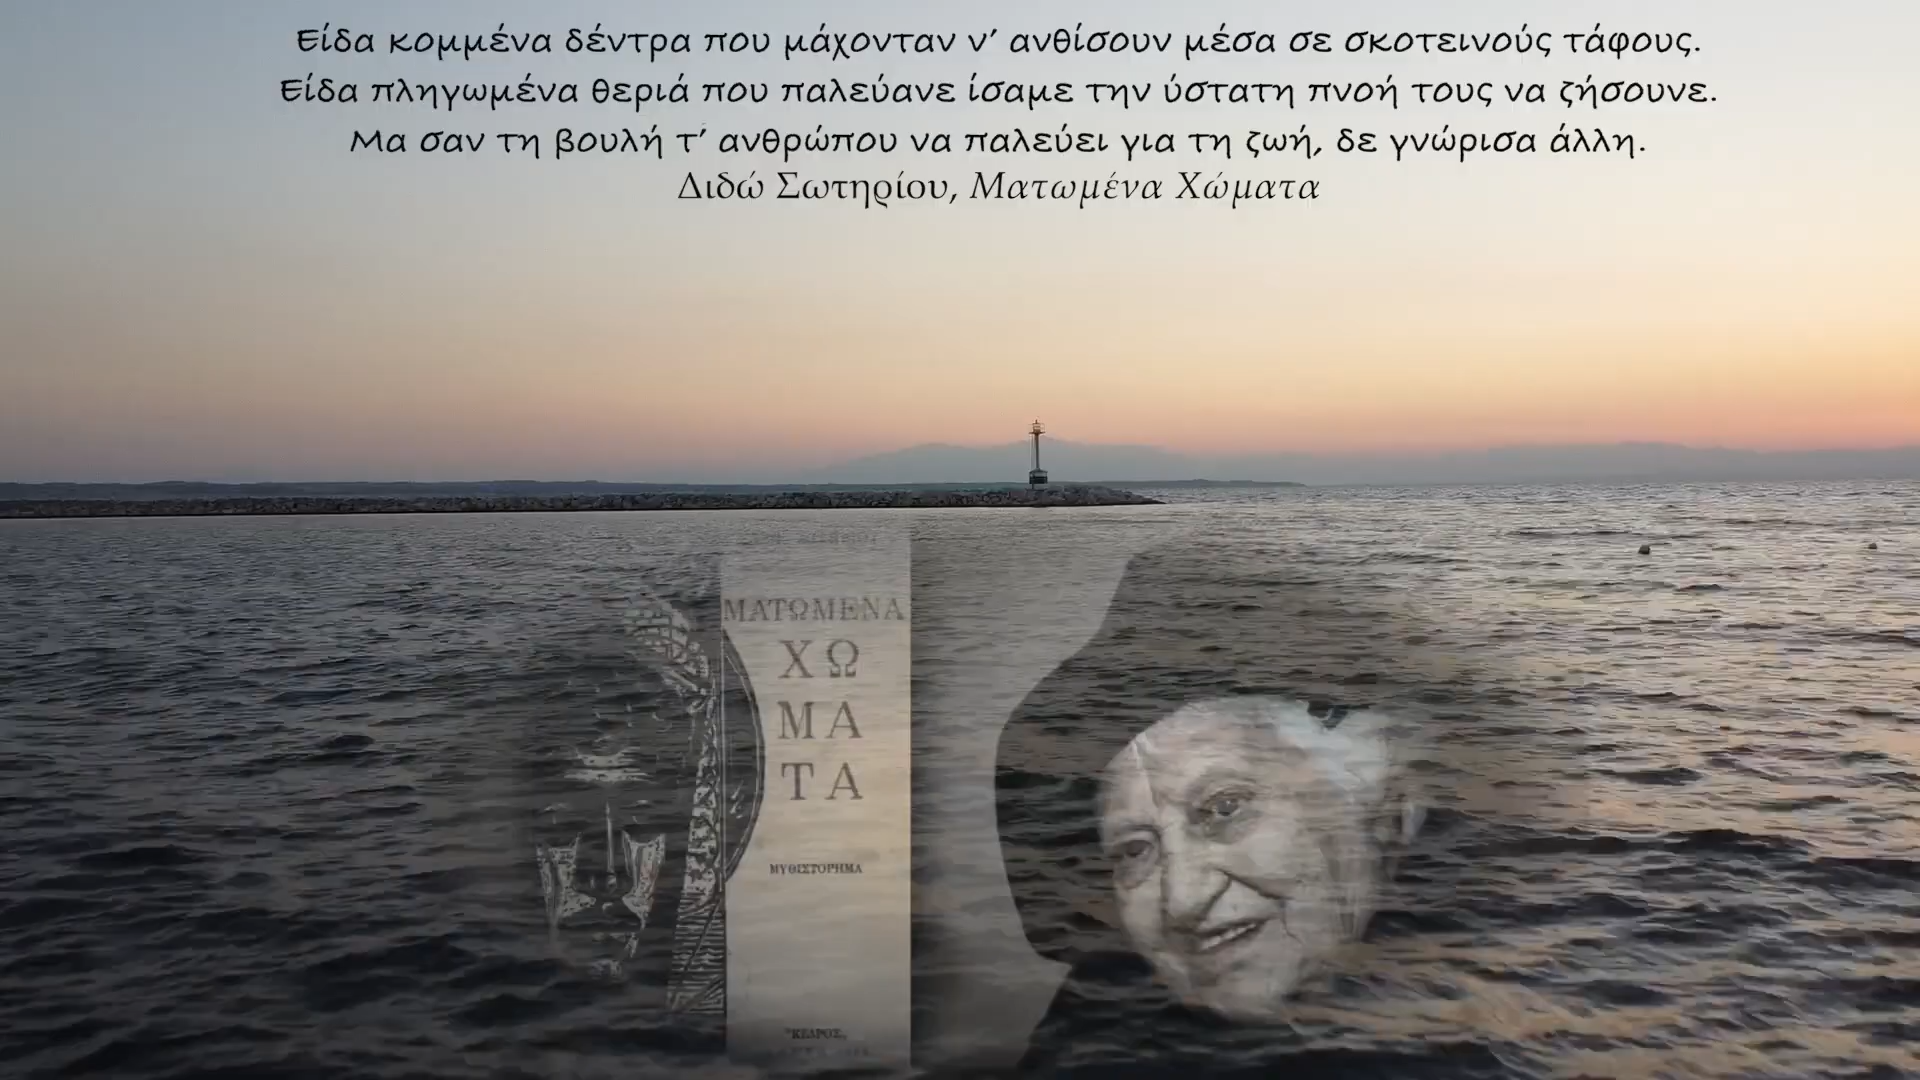 Είδα κομμένα δέντρα που μάχονταν ν' ανθίσουν μέσα σε σκοτεινούς τάφους.
Είδα πληγωμένα θεριά που παλεύανε ίσαμε την ύστατη πνοή τους να ζήσουνε.
Μα σαν τη βουλή τ' ανθρώπου να παλεύει για τη ζωή, δε γνώρισα άλλη.
Διδώ Σωτηρίου, Ματωμένα Χώματα
ΜΑΤΩΜΕΝΑ
ΧΩ
ΜΑ
ΤΑ
ΜΥΘΙΣΤΟΡΗΜΑ
"ΚΕΔΡΟΣ,